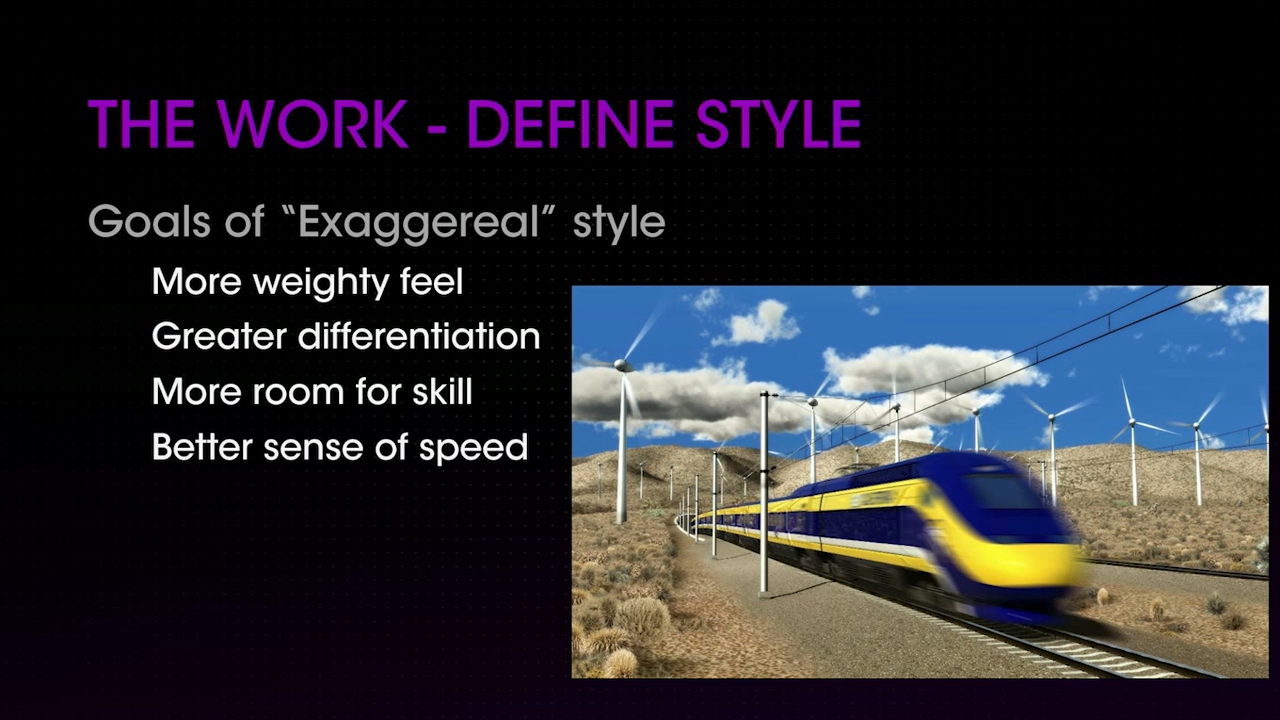 THE WORK - DEFINE STYLE
Goals of “Exaggereal” style
More weighty feel
Greater differentiation
More room for skill
Better sense of speed